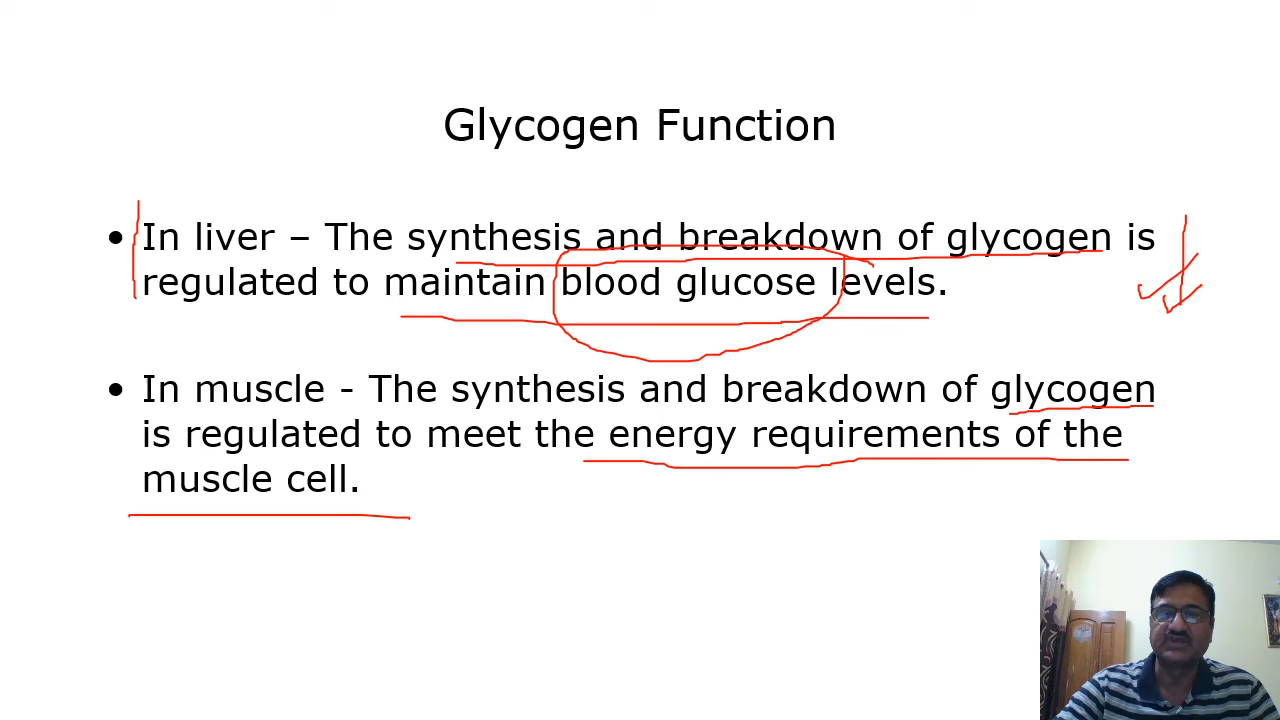 Glycogen Function
• In liver – The synthesis and breakdown of glycogen is
regulated to maintain blood glucose levels.
• In muscle - The synthesis and breakdown of glycogen
is regulated to meet the energy requirements of the
muscle cell.